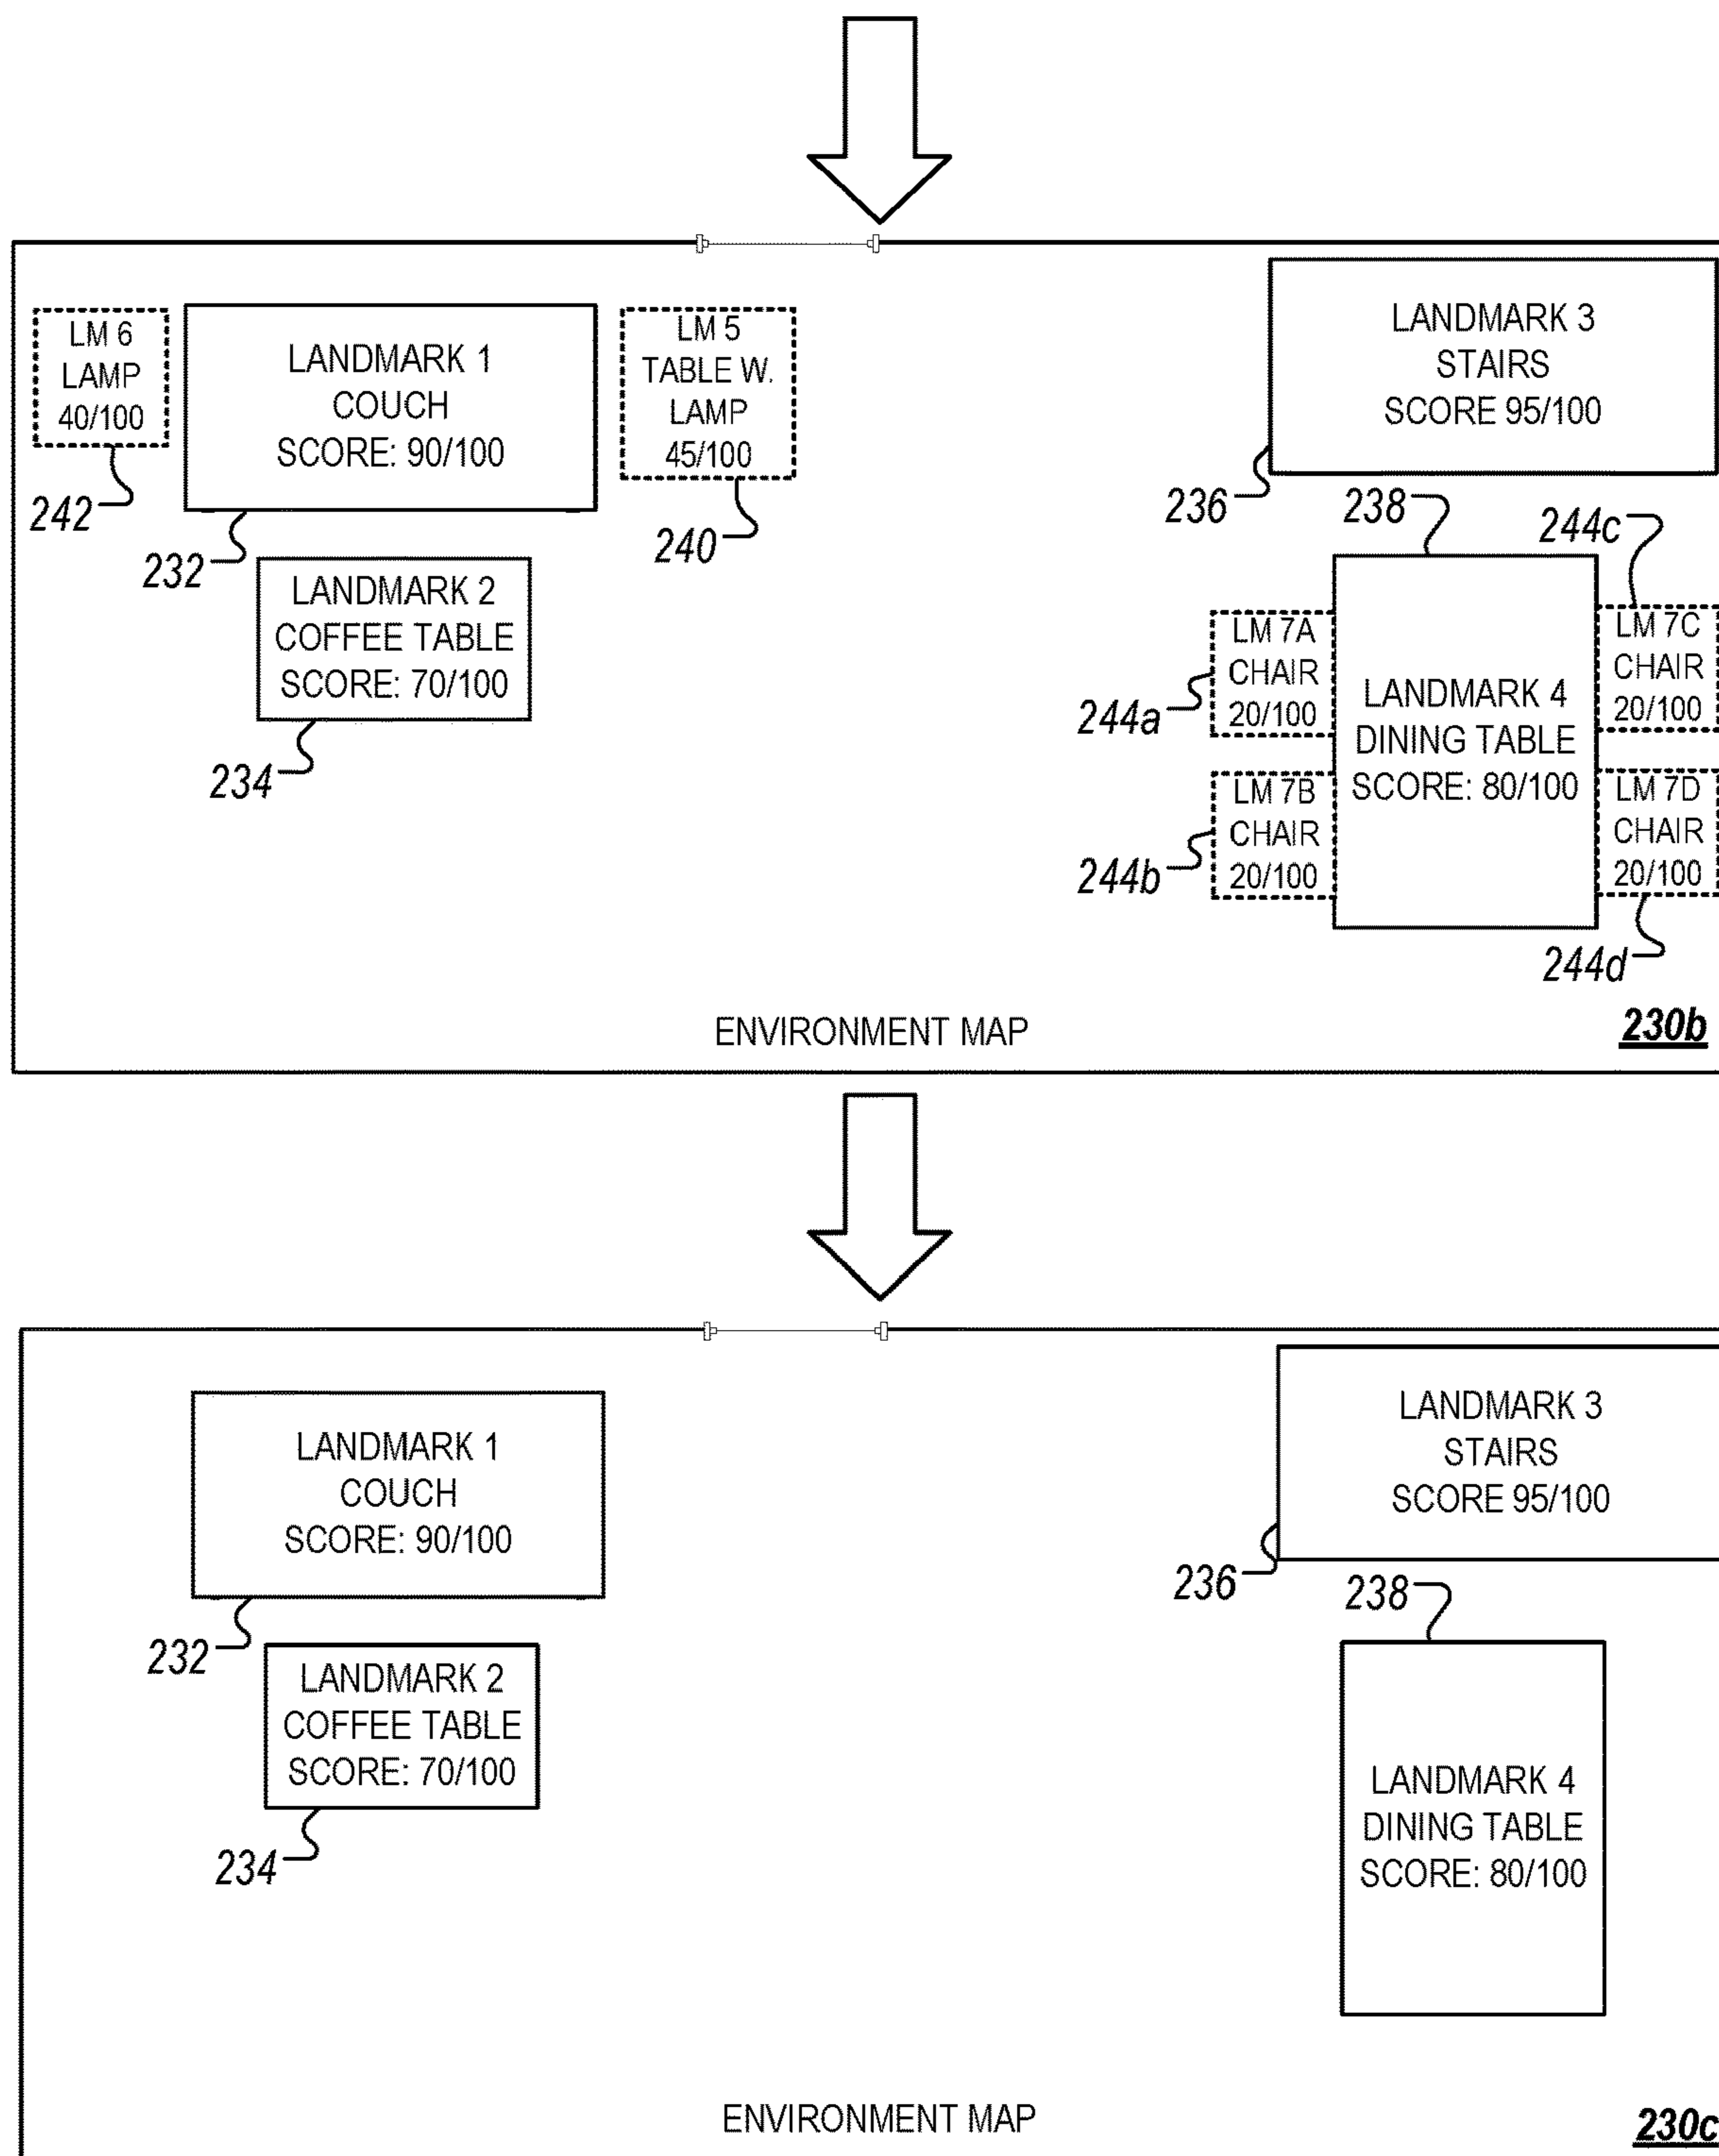 LM 6
LAMP
40/100
242
LANDMARK 1
COUCH
SCORE: 90/100
232
LM 5
TABLE W.
LAMP
45/100
240
LANDMARK 2
COFFEE TABLE
SCORE: 70/100
234
LANDMARK 3
STAIRS
SCORE 95/100
236
238
244c
LM 7A
CHAIR
20/100
244a
LM 7B
CHAIR
20/100
244b
LANDMARK 4
DINING TABLE
SCORE: 80/100
LM 7C
CHAIR
20/100
LM 7D
CHAIR
20/100
244d
ENVIRONMENT MAP
230b
LANDMARK 1
COUCH
SCORE: 90/100
232
LANDMARK 2
COFFEE TABLE
SCORE: 70/100
234
LANDMARK 3
STAIRS
SCORE 95/100
236
238
LANDMARK 4
DINING TABLE
SCORE: 80/100
ENVIRONMENT MAP
230c